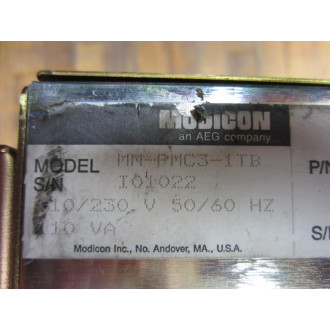 MODICON
an AEG company
MODEL MM-PMC3-1TB P/N
S/N I01022
110/230 V 50/60 HZ
110 VA S/
Modicon Inc., No. Andover, MA., U.S.A.